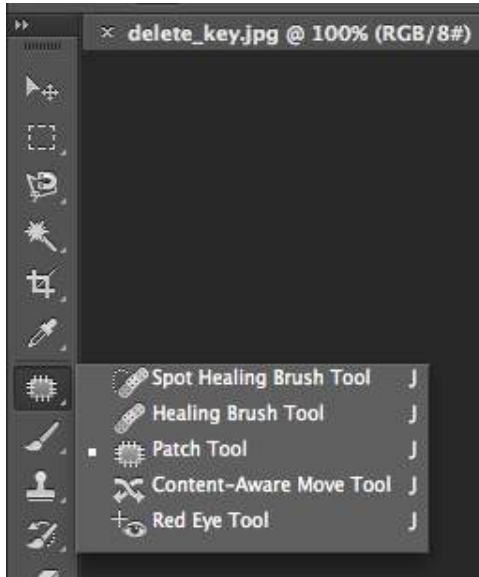 × delete_key.jpg @ 100% (RGB/8#)
Spot Healing Brush Tool J
Healing Brush Tool J
Patch Tool J
Content-Aware Move Tool J
Red Eye Tool J